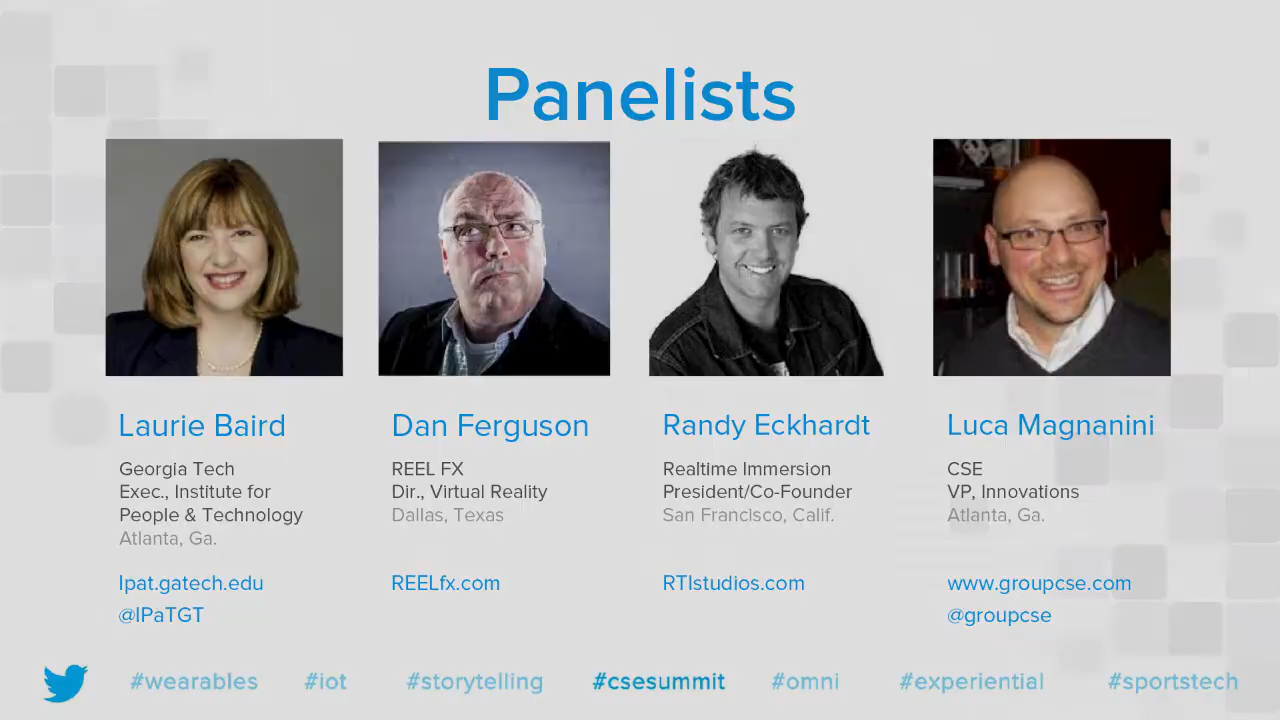 Panelists
Laurie Baird
Georgia Tech
Exec., Institute for
People & Technology
Atlanta, Ga.
Ipat.gatech.edu
@IPaTGT
Dan Ferguson
REEL FX
Dir., Virtual Reality
Dallas, Texas
REELfx.com
Randy Eckhardt
Realtime Immersion
President/Co-Founder
San Francisco, Calif.
RTIstudios.com
Luca Magnanini
CSE
VP, Innovations
Atlanta, Ga.
www.groupcse.com
@groupcse
#wearables #iot #storytelling #csesummit #omni #experiential #sportstech